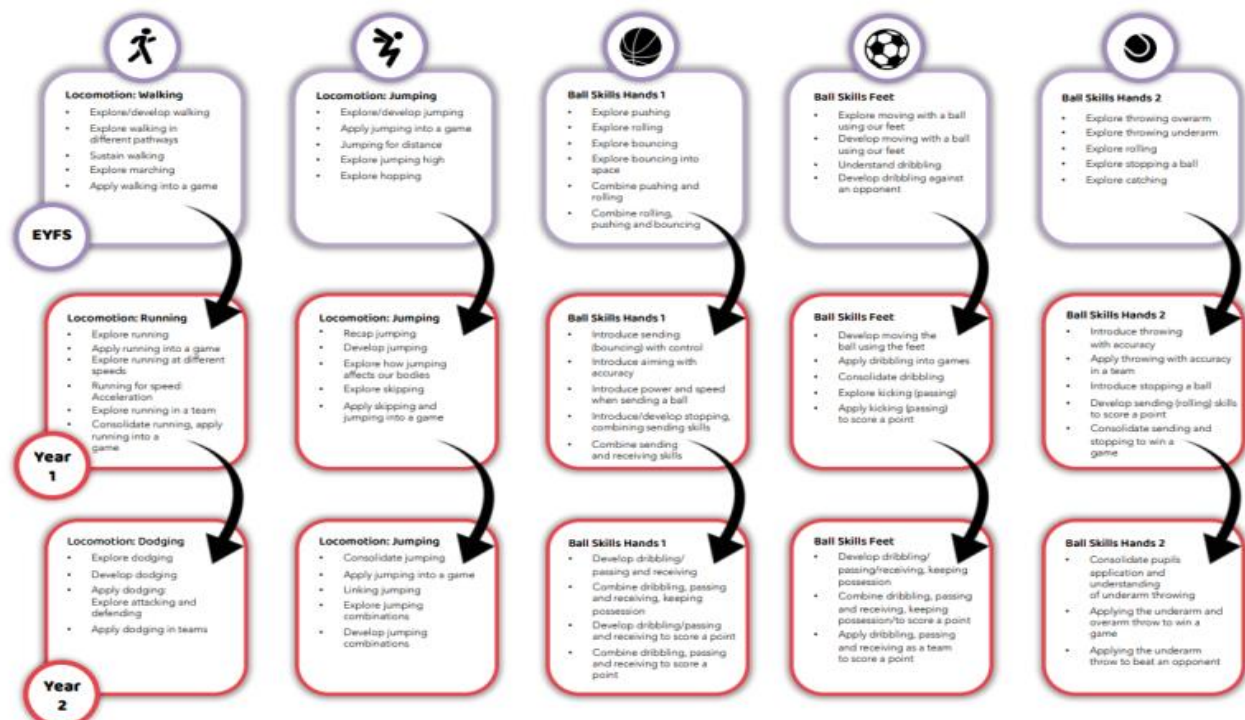 Locomotion: Walking
• Explore/develop walking
• Explore walking in
different pathways
• Sustain walking
• Explore marching
• Apply walking into a game
Locomotion: Jumping
• Explore/develop jumping
• Apply jumping into a game
• Jumping for distance
• Explore jumping high
• Explore hopping
Ball Skills Hands 1
• Explore pushing
• Explore rolling
• Explore bouncing
• Explore bouncing into
space
• Combine pushing and
rolling
• Combine rolling,
pushing and bouncing
Ball Skills Feet
• Explore moving with a ball
using our feet
• Develop moving with a ball
using our feet
• Understand dribbling
• Develop dribbling against
an opponent
Ball Skills Hands 2
• Explore throwing overarm
• Explore throwing underarm
• Explore rolling
• Explore stopping a ball
• Explore catching
EYFS
Locomotion: Running
• Explore running
• Apply running into a game
• Explore running at different
speeds
• Running for speed:
Acceleration
• Explore running in a team
• Consolidate running, apply
running into a
game
Locomotion: Jumping
• Recap jumping
• Develop jumping
• Explore how jumping
affects our bodies
• Explore skipping
• Apply skipping and
jumping into a game
Ball Skills Hands 1
• Introduce sending
(bouncing) with control
• Introduce aiming with
accuracy
• Introduce power and speed
when sending a ball
• Introduce/develop stopping,
combining sending skills
• Combine sending
and receiving skills
Ball Skills Feet
• Develop moving the
ball using the feet
• Apply dribbling into games
• Consolidate dribbling
• Explore kicking (passing)
• Apply kicking (passing)
to score a point
Ball Skills Hands 2
• Introduce throwing
with accuracy
• Apply throwing with accuracy
in a team
• Introduce stopping a ball
• Develop sending (rolling) skills
to score a point
• Consolidate sending and
stopping to win a
game
Year
1
Locomotion: Dodging
• Explore dodging
• Develop dodging
• Apply dodging:
Explore attacking and
defending
• Apply dodging in teams
Locomotion: Jumping
• Consolidate jumping
• Apply jumping into a game
• Linking jumping
• Explore jumping
combinations
• Develop jumping
combinations
Ball Skills Hands 1
• Develop dribbling/
passing and receiving
• Combine dribbling, passing
and receiving, keeping
possession
• Develop dribbling/passing
and receiving to score a point
• Combine dribbling, passing
and receiving to score a
point
Ball Skills Feet
• Develop dribbling/
passing/receiving, keeping
possession
• Combine dribbling, passing
and receiving, keeping
possession/to score a point
• Apply dribbling, passing
and receiving as a team
to score a point
Ball Skills Hands 2
• Consolidate pupils
application and
understanding
of underarm throwing
• Applying the underarm and
overarm throw to win a
game
• Applying the underarm
throw to beat an opponent
Year
2